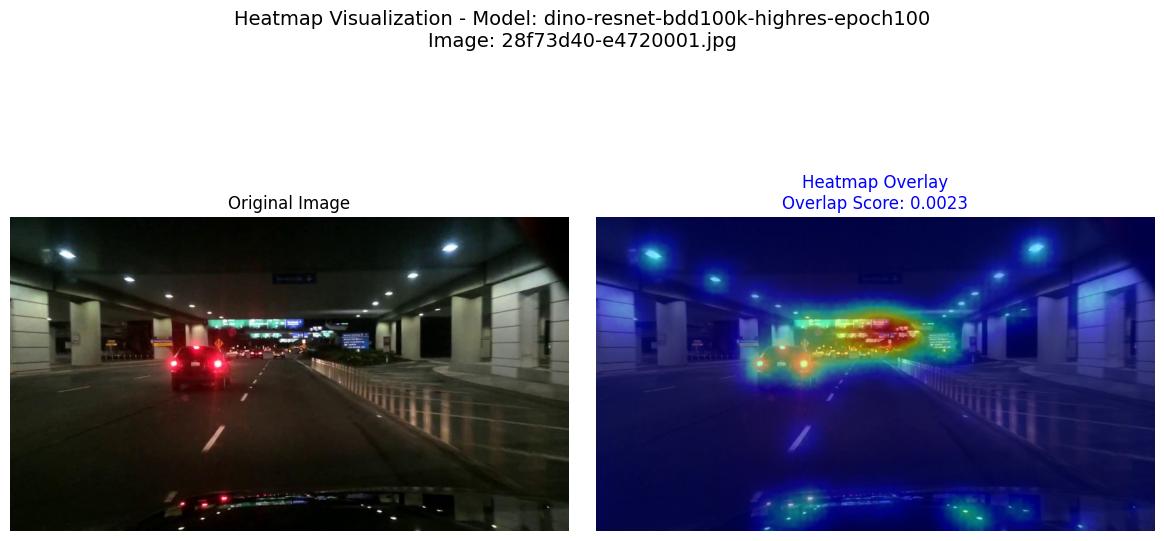 Heatmap Visualization - Model: dino-resnet-bdd100k-highres-epoch100
Image: 28f73d40-e4720001.jpg
Original Image
Heatmap Overlay
Overlap Score: 0.0023